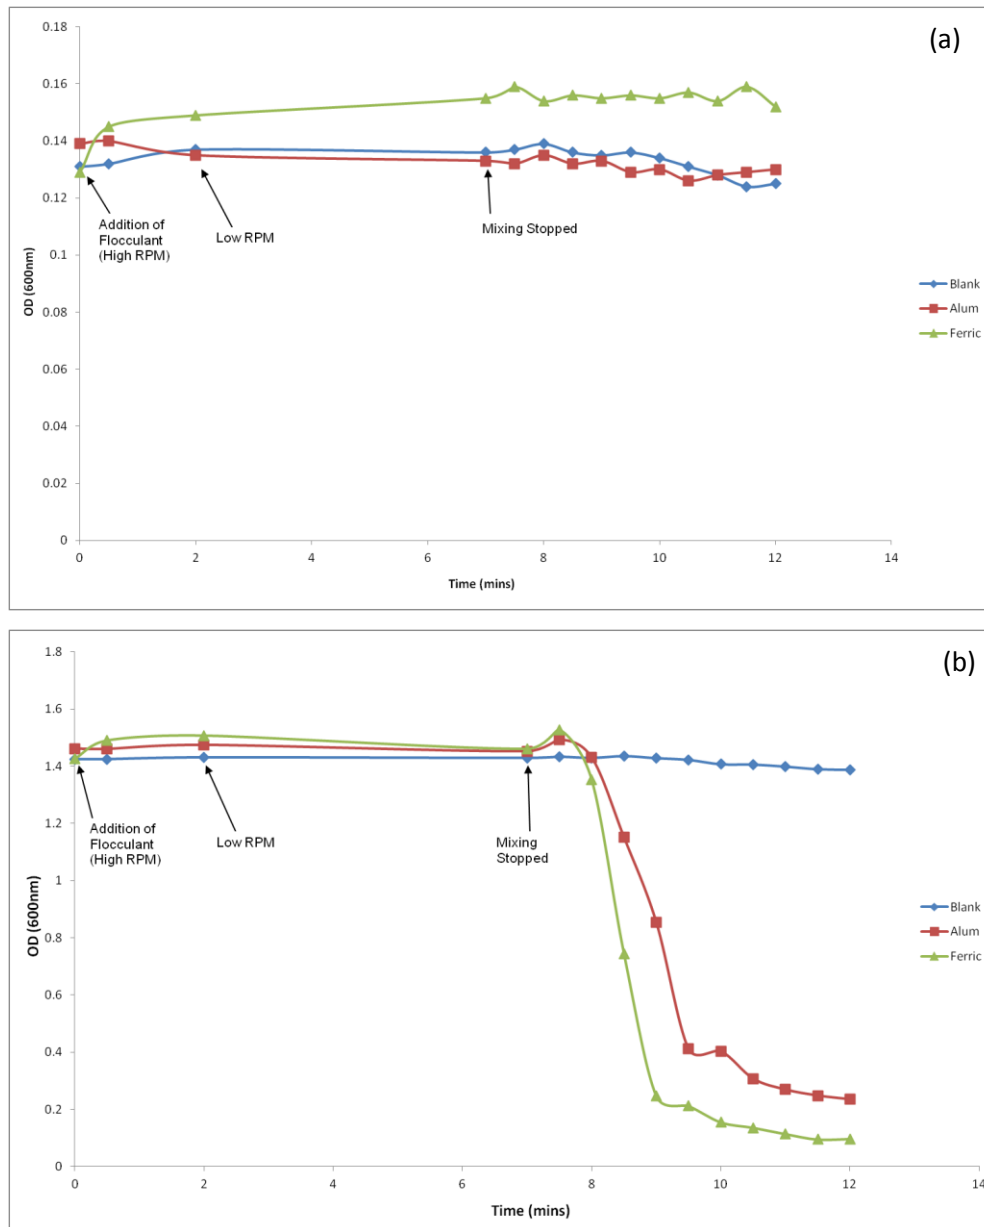 (a)
0.18
0.16
0.14
0.12
0.1
0.08
0.06
0.04
0.02
0
OD (600nm)
Addition of
Flocculant
(High RPM)
Low RPM
Mixing Stopped
Blank
Alum
Ferric
0 2 4 6 8 10 12 14
Time (mins)
(b)
1.8
1.6
1.4
1.2
1
0.8
0.6
0.4
0.2
0
OD (600nm)
Addition of
Flocculant
(High RPM)
Low RPM
Mixing
Stopped
Blank
Alum
Ferric
0 2 4 6 8 10 12 14
Time (mins)